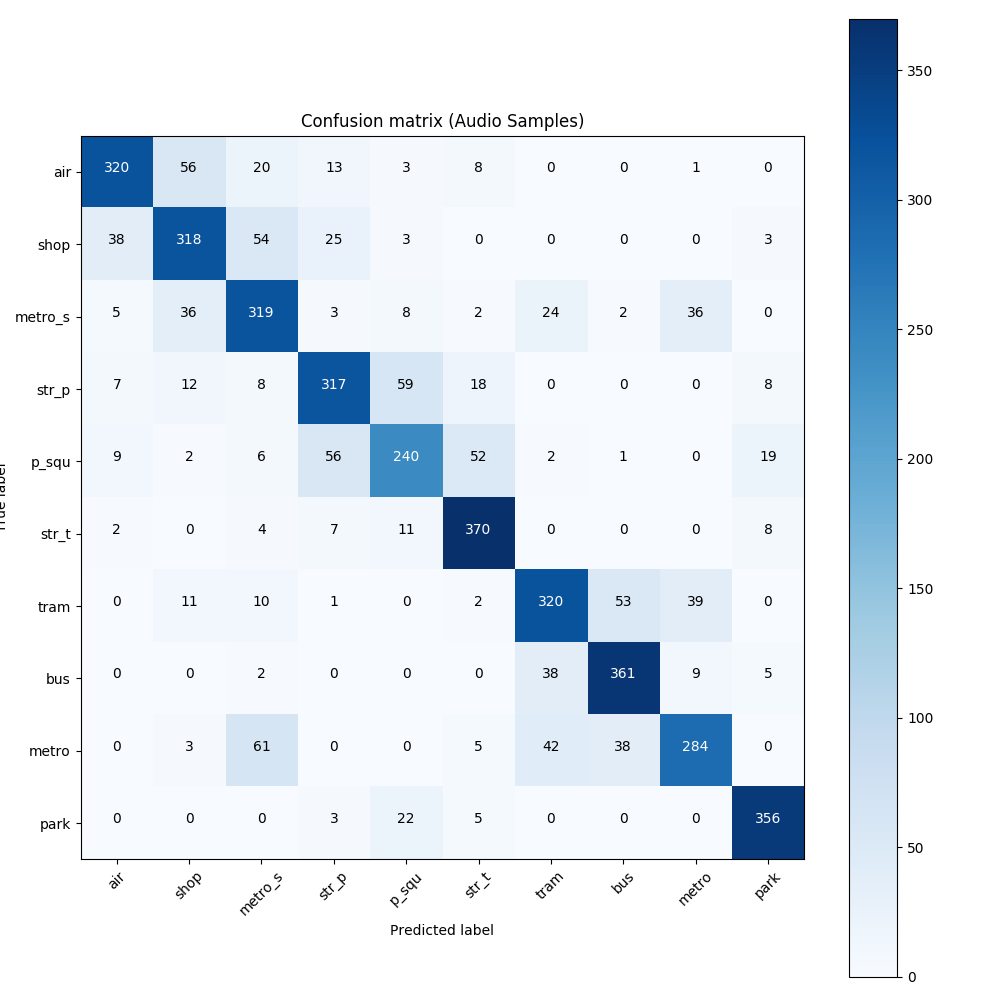 Confusion matrix (Audio Samples)
air 320 56 20 13 3 8 0 0 1 0
shop 38 318 54 25 3 0 0 0 0 3
metro_s 5 36 319 3 8 2 24 2 36 0
str_p 7 12 8 317 59 18 0 0 0 8
p_squ 9 2 6 56 240 52 2 1 0 19
str_t 2 0 4 7 11 370 0 0 0 8
tram 0 11 10 1 0 2 320 53 39 0
bus 0 0 2 0 0 0 38 361 9 5
metro 0 3 61 0 0 5 42 38 284 0
park 0 0 0 3 22 5 0 0 0 356
air shop metro_s str_p p_squ str_t tram bus metro park
Predicted label
True label
350
300
250
200
150
100
50
0